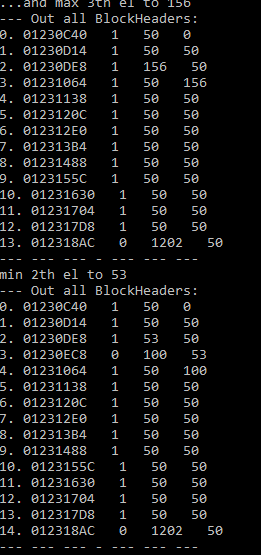 ...and max 3th el to 156
--- Out all BlockHeaders:
0. 01230C40 1 50 0
1. 01230D14 1 50 50
2. 01230DE8 1 156 50
3. 01231064 1 50 156
4. 01231138 1 50 50
5. 0123120C 1 50 50
6. 012312E0 1 50 50
7. 012313B4 1 50 50
8. 01231488 1 50 50
9. 0123155C 1 50 50
10. 01231630 1 50 50
11. 01231704 1 50 50
12. 012317D8 1 50 50
13. 012318AC 0 1202 50
--- --- --- - --- --- ---
min 2th el to 53
--- Out all BlockHeaders:
0. 01230C40 1 50 0
1. 01230D14 1 50 50
2. 01230DE8 1 53 50
3. 01230EC8 0 100 53
4. 01231064 1 50 100
5. 01231138 1 50 50
6. 0123120C 1 50 50
7. 012312E0 1 50 50
8. 012313B4 1 50 50
9. 01231488 1 50 50
10. 0123155C 1 50 50
11. 01231630 1 50 50
12. 01231704 1 50 50
13. 012317D8 1 50 50
14. 012318AC 0 1202 50
--- --- --- - --- --- ---